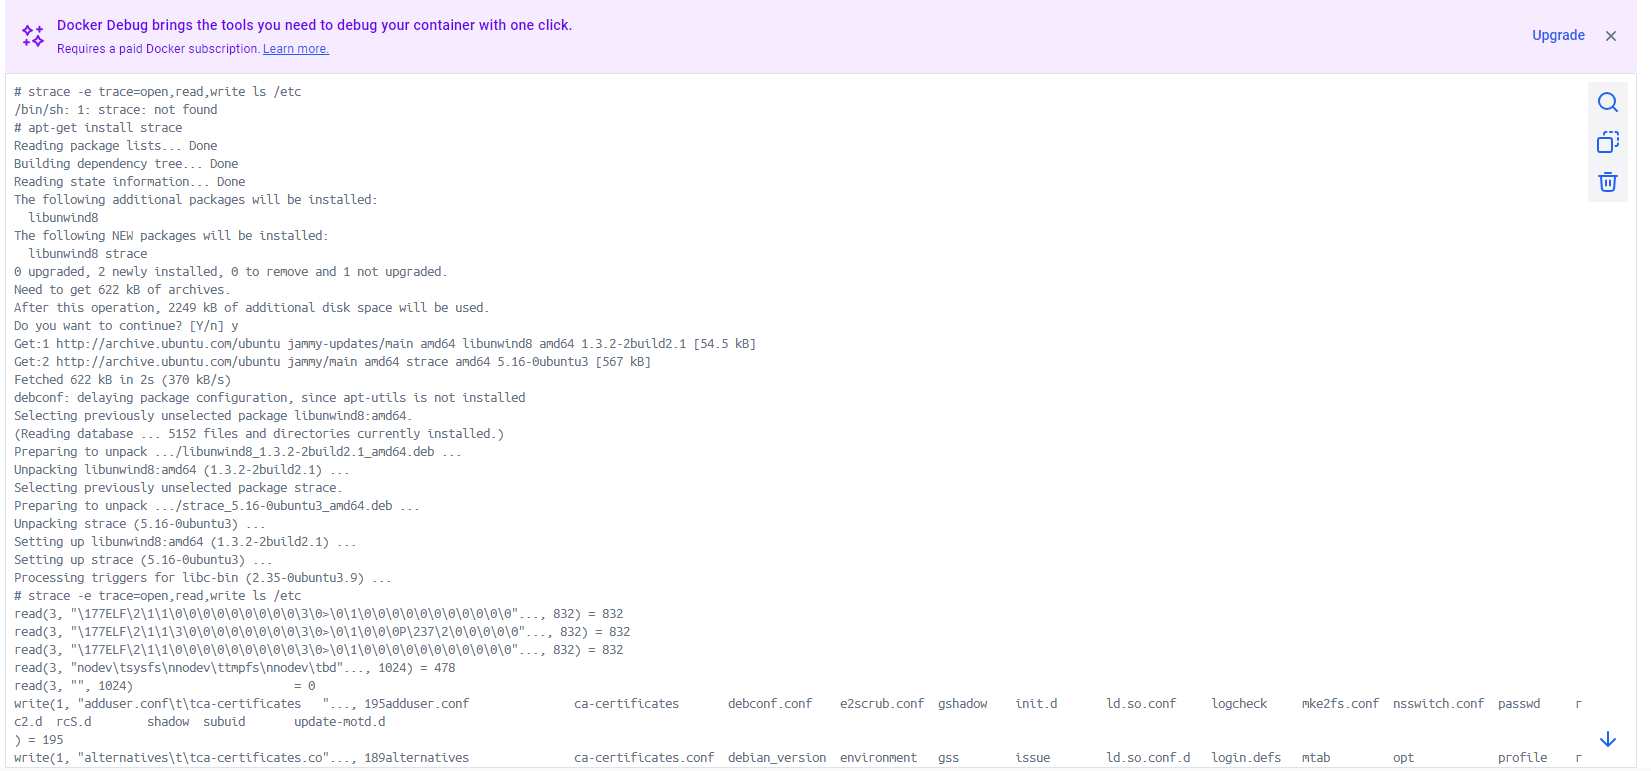 Docker Debug brings the tools you need to debug your container with one click.
Requires a paid Docker subscription. Learn more.
Upgrade
# strace -e trace=open,read,write ls /etc
/bin/sh: 1: strace: not found
# apt-get install strace
Reading package lists... Done
Building dependency tree... Done
Reading state information... Done
The following additional packages will be installed:
  libunwind8
The following NEW packages will be installed:
  libunwind8 strace
0 upgraded, 2 newly installed, 0 to remove and 1 not upgraded.
Need to get 622 kB of archives.
After this operation, 2249 kB of additional disk space will be used.
Do you want to continue? [Y/n] y
Get:1 http://archive.ubuntu.com/ubuntu jammy-updates/main amd64 libunwind8 amd64 1.3.2-2build2.1 [54.5 kB]
Get:2 http://archive.ubuntu.com/ubuntu jammy/main amd64 strace amd64 5.16-0ubuntu3 [567 kB]
Fetched 622 kB in 2s (370 kB/s)
debconf: delaying package configuration, since apt-utils is not installed
Selecting previously unselected package libunwind8:amd64.
(Reading database ... 5152 files and directories currently installed.)
Preparing to unpack .../libunwind8_1.3.2-2build2.1_amd64.deb ...
Unpacking libunwind8:amd64 (1.3.2-2build2.1) ...
Selecting previously unselected package strace.
Preparing to unpack .../strace_5.16-0ubuntu3_amd64.deb ...
Unpacking strace (5.16-0ubuntu3) ...
Setting up libunwind8:amd64 (1.3.2-2build2.1) ...
Setting up strace (5.16-0ubuntu3) ...
Processing triggers for libc-bin (2.35-0ubuntu3.9) ...
# strace -e trace=open,read,write ls /etc
read(3, "\177ELF\2\1\1\0\0\0\0\0\0\0\0\0\3\0>\0\1\0\0\0\0\0\0\0\0\0\0\0"..., 832) = 832
read(3, "\177ELF\2\1\1\3\0\0\0\0\0\0\0\0\3\0>\0\1\0\0\0P\237\2\0\0\0\0\0"..., 832) = 832
read(3, "\177ELF\2\1\1\0\0\0\0\0\0\0\0\0\3\0>\0\1\0\0\0\0\0\0\0\0\0\0\0"..., 832) = 832
read(3, "nodev\tsysfs\nnodev\ttmpfs\nnodev\tbd"..., 1024) = 478
read(3, "", 1024)                       = 0
write(1, "adduser.conf\t\tca-certificates   "..., 195adduser.conf               ca-certificates       debconf.conf    e2scrub.conf  gshadow    init.d       ld.so.conf     logcheck     mke2fs.conf  nsswitch.conf  passwd     r
c2.d  rcS.d        shadow  subuid       update-motd.d
) = 195
write(1, "alternatives\t\tca-certificates.co"..., 189alternatives               ca-certificates.conf  debian_version  environment   gss        issue        ld.so.conf.d   login.defs   mtab         opt            profile    r